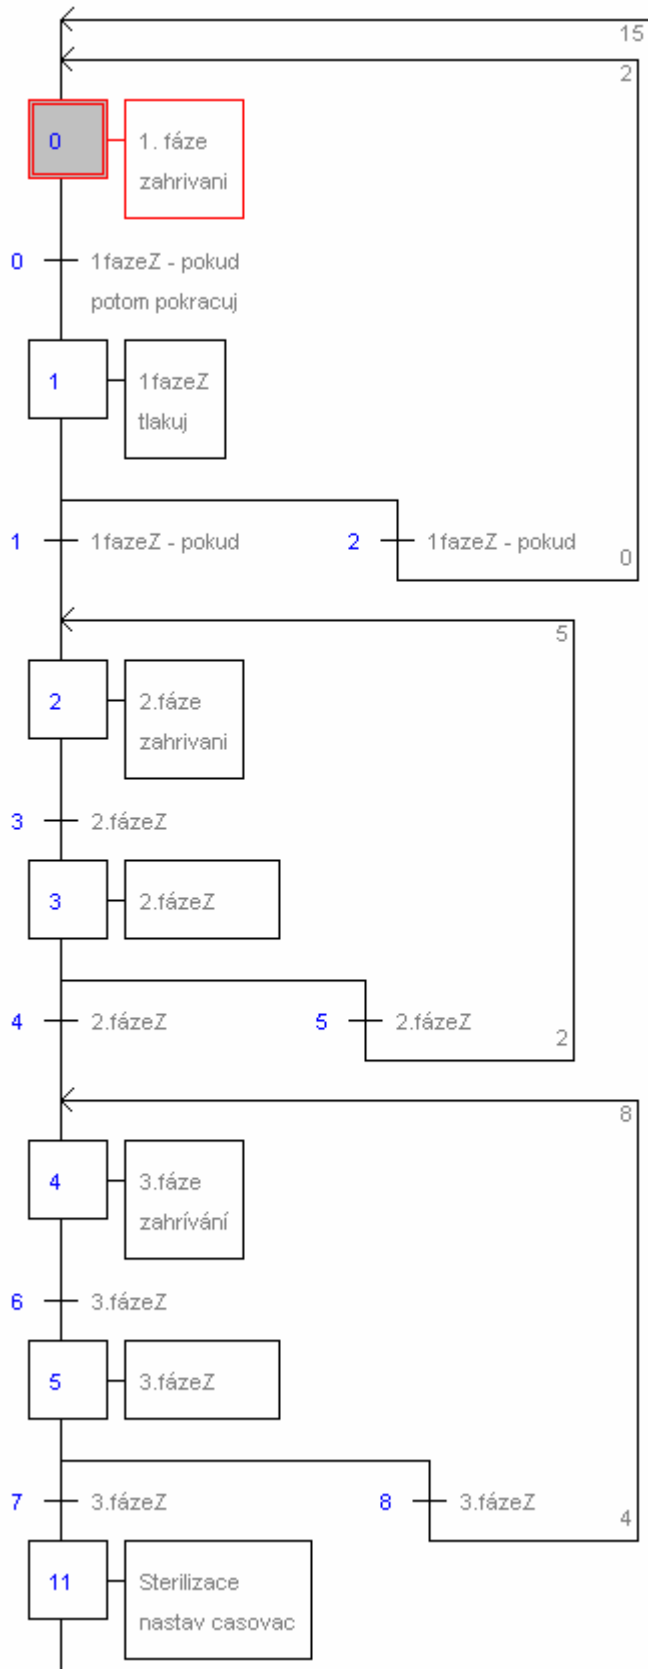 15
2
0 1. fáze
zahrivani
0 1fazeZ - pokud
potom pokracuj
1 1fazeZ
tlakuj
1 1fazeZ - pokud 2 1fazeZ - pokud
0
5
2 2.fáze
zahrivani
3 2.fázeZ
3 2.fázeZ
4 2.fázeZ 5 2.fázeZ
2
8
4 3.fáze
zahrívání
6 3.fázeZ
5 3.fázeZ
7 3.fázeZ 8 3.fázeZ
4
11 Sterilizace
nastav casovac